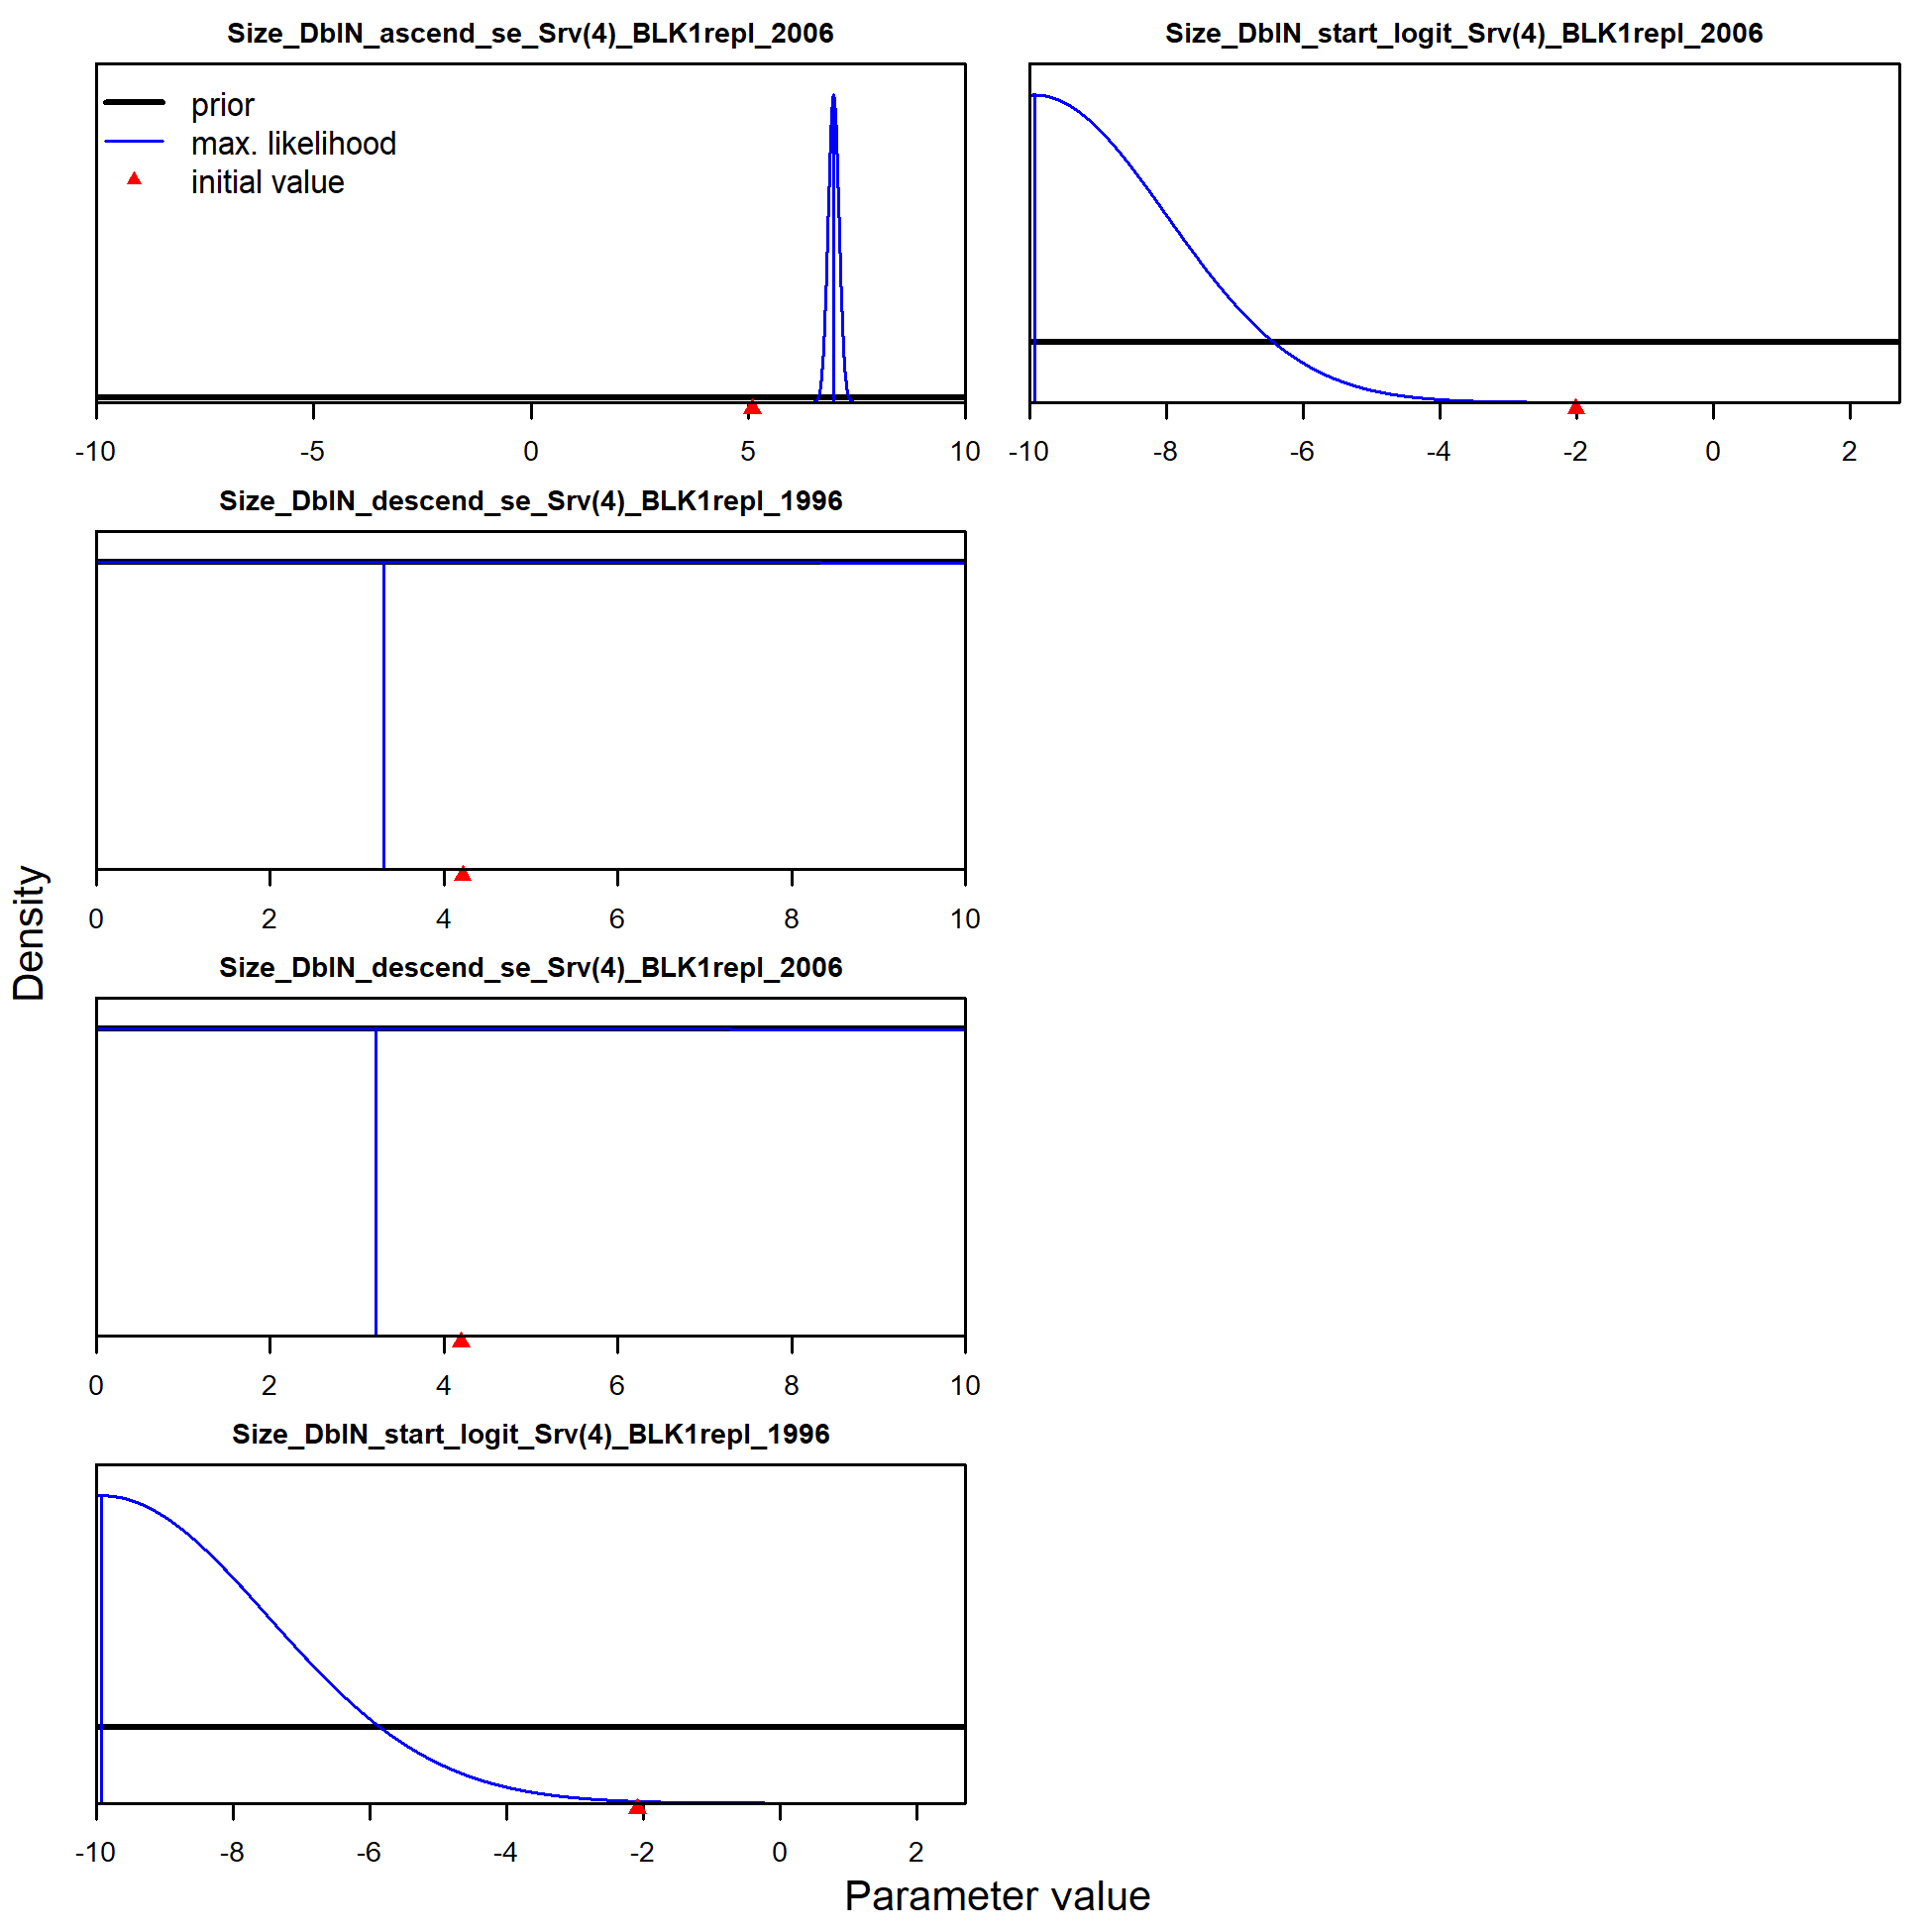 Size_DblN_ascend_se_Srv(4)_BLK1repl_2006
prior
max. likelihood
initial value
-10 -5 0 5 10
Size_DblN_start_logit_Srv(4)_BLK1repl_2006
-10 -8 -6 -4 -2 0 2
Size_DblN_descend_se_Srv(4)_BLK1repl_1996
0 2 4 6 8 10
Size_DblN_descend_se_Srv(4)_BLK1repl_2006
0 2 4 6 8 10
Size_DblN_start_logit_Srv(4)_BLK1repl_1996
-10 -8 -6 -4 -2 0 2
Density
Parameter value